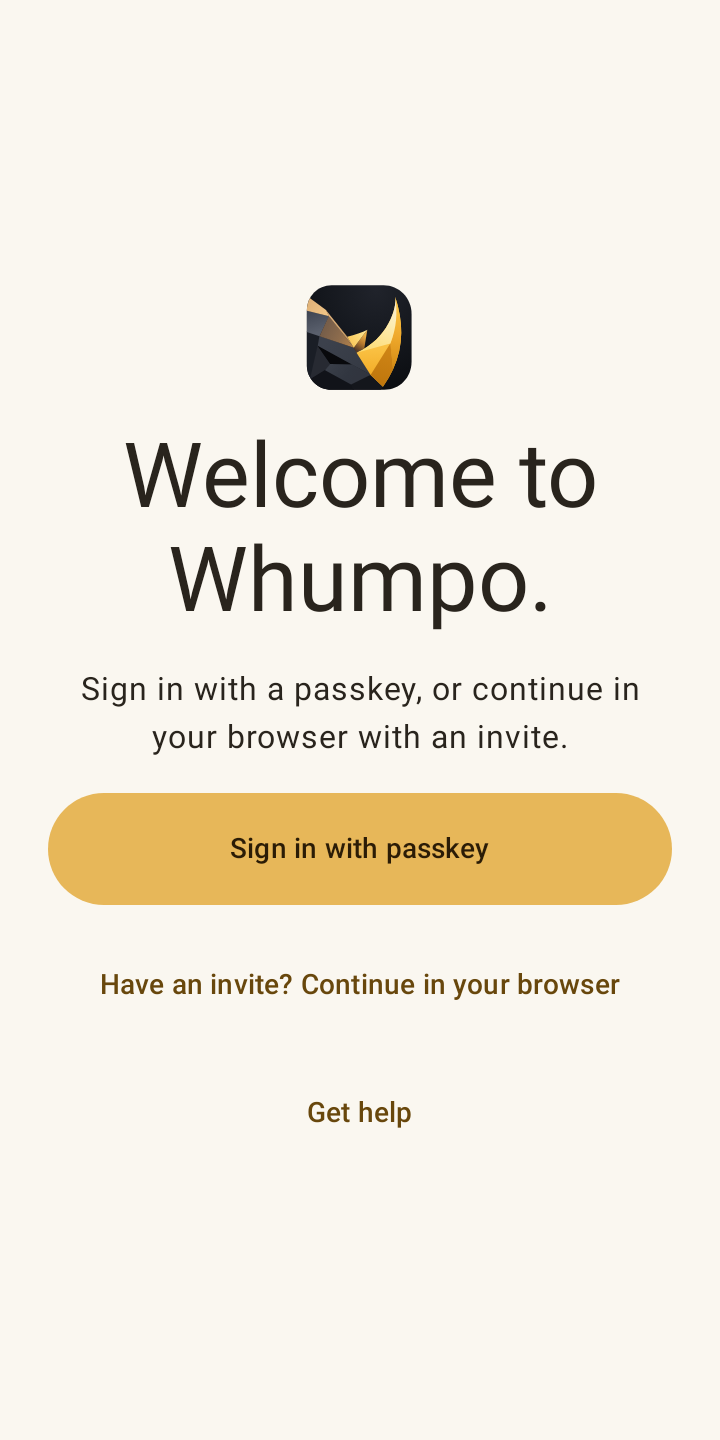 Welcome to
Whumpo.
Sign in with a passkey, or continue in
your browser with an invite.
Sign in with passkey
Have an invite? Continue in your browser
Get help